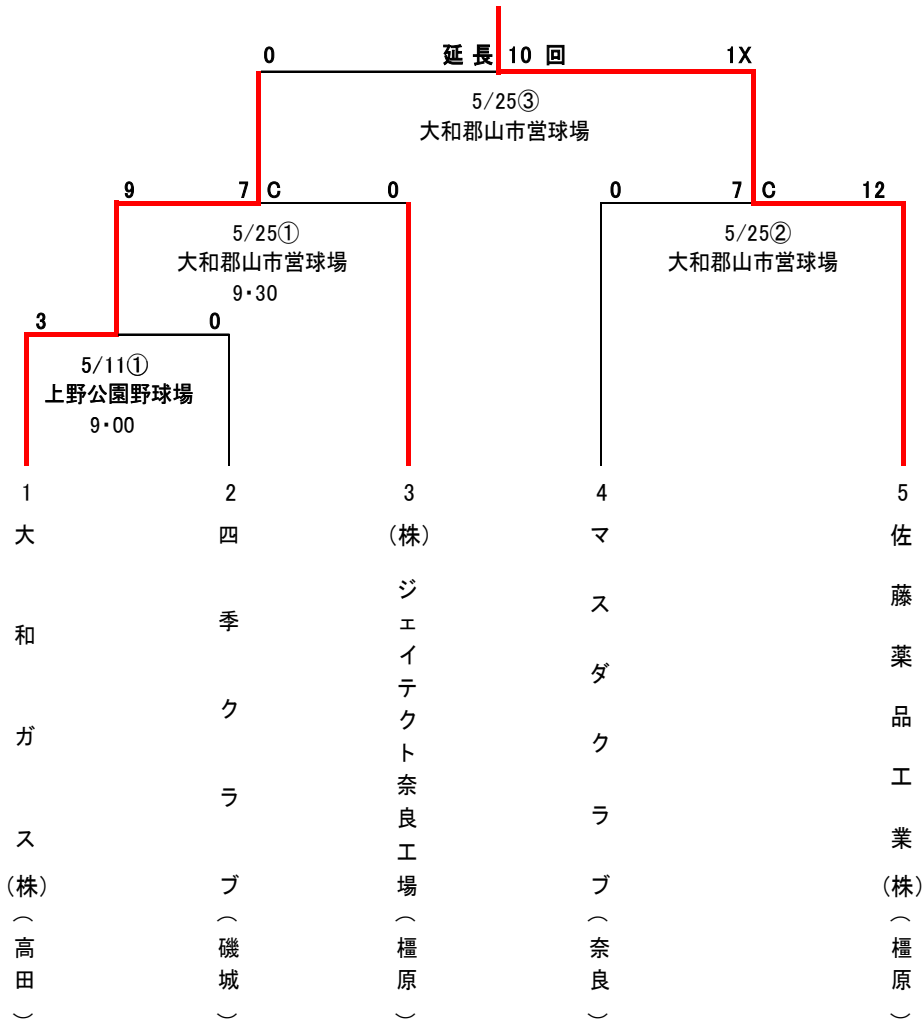 0 延長 10 回 1X
5/25③
大和郡山市営球場
9 7 C 0
5/25①
大和郡山市営球場
9・30
0 7 C 12
5/25②
大和郡山市営球場
3 0
5/11①
上野公園野球場
9・00
1
大和ガス(株)(高田)
2
四季クラブ(磯城)
3
(株)ジェイテクト奈良工場(橿原)
4
マスダクラブ(奈良)
5
佐藤薬品工業(株)(橿原)